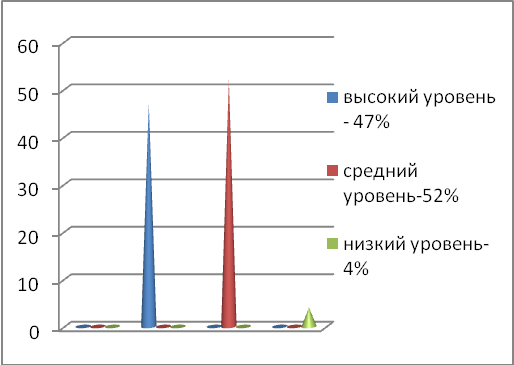 60
50
40
30
20
10
0
высокий уровень
- 47%
средний
уровень-52%
низкий уровень-
4%